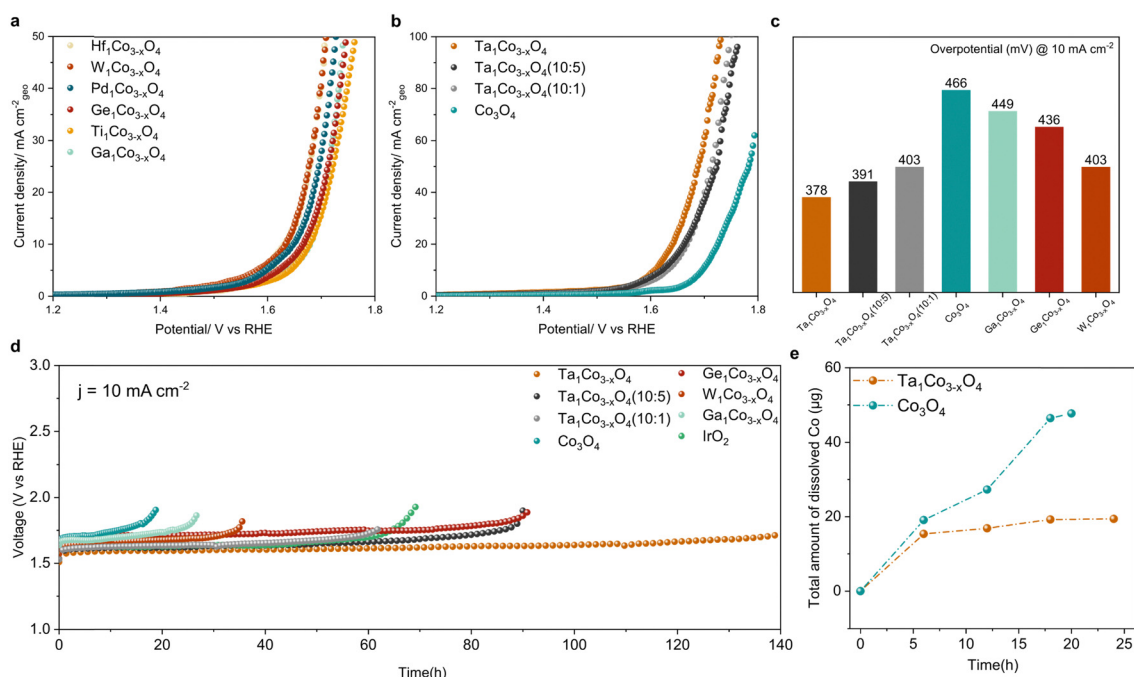 a
50
40
30
20
10
0
Current density/ mA cm⁻²geo
Hf₁Co₃₋ₓO₄
W₁Co₃₋ₓO₄
Pd₁Co₃₋ₓO₄
Ge₁Co₃₋ₓO₄
Ti₁Co₃₋ₓO₄
Ga₁Co₃₋ₓO₄
1.2 1.4 1.6 1.8
Potential/ V vs RHE
b
100
80
60
40
20
0
Current density/ mA cm⁻²geo
Ta₁Co₃₋ₓO₄
Ta₁Co₃₋ₓO₄(10:5)
Ta₁Co₃₋ₓO₄(10:1)
Co₃O₄
1.2 1.4 1.6 1.8
Potential/ V vs RHE
c
Overpotential (mV) @ 10 mA cm⁻²
378 391 403 466 449 436 403
Ta₁Co₃₋ₓO₄
Ta₁Co₃₋ₓO₄(10:5)
Ta₁Co₃₋ₓO₄(10:1)
Co₃O₄
Ga₁Co₃₋ₓO₄
Ge₁Co₃₋ₓO₄
W₁Co₃₋ₓO₄
d
3.0
2.5
2.0
1.5
1.0
Voltage (V vs RHE)
j = 10 mA cm⁻²
Ta₁Co₃₋ₓO₄
Ta₁Co₃₋ₓO₄(10:5)
Ta₁Co₃₋ₓO₄(10:1)
Co₃O₄
Ge₁Co₃₋ₓO₄
W₁Co₃₋ₓO₄
Ga₁Co₃₋ₓO₄
IrO₂
0 20 40 60 80 100 120 140
Time(h)
e
60
40
20
0
Total amount of dissolved Co (μg)
Ta₁Co₃₋ₓO₄
Co₃O₄
0 5 10 15 20 25
Time(h)